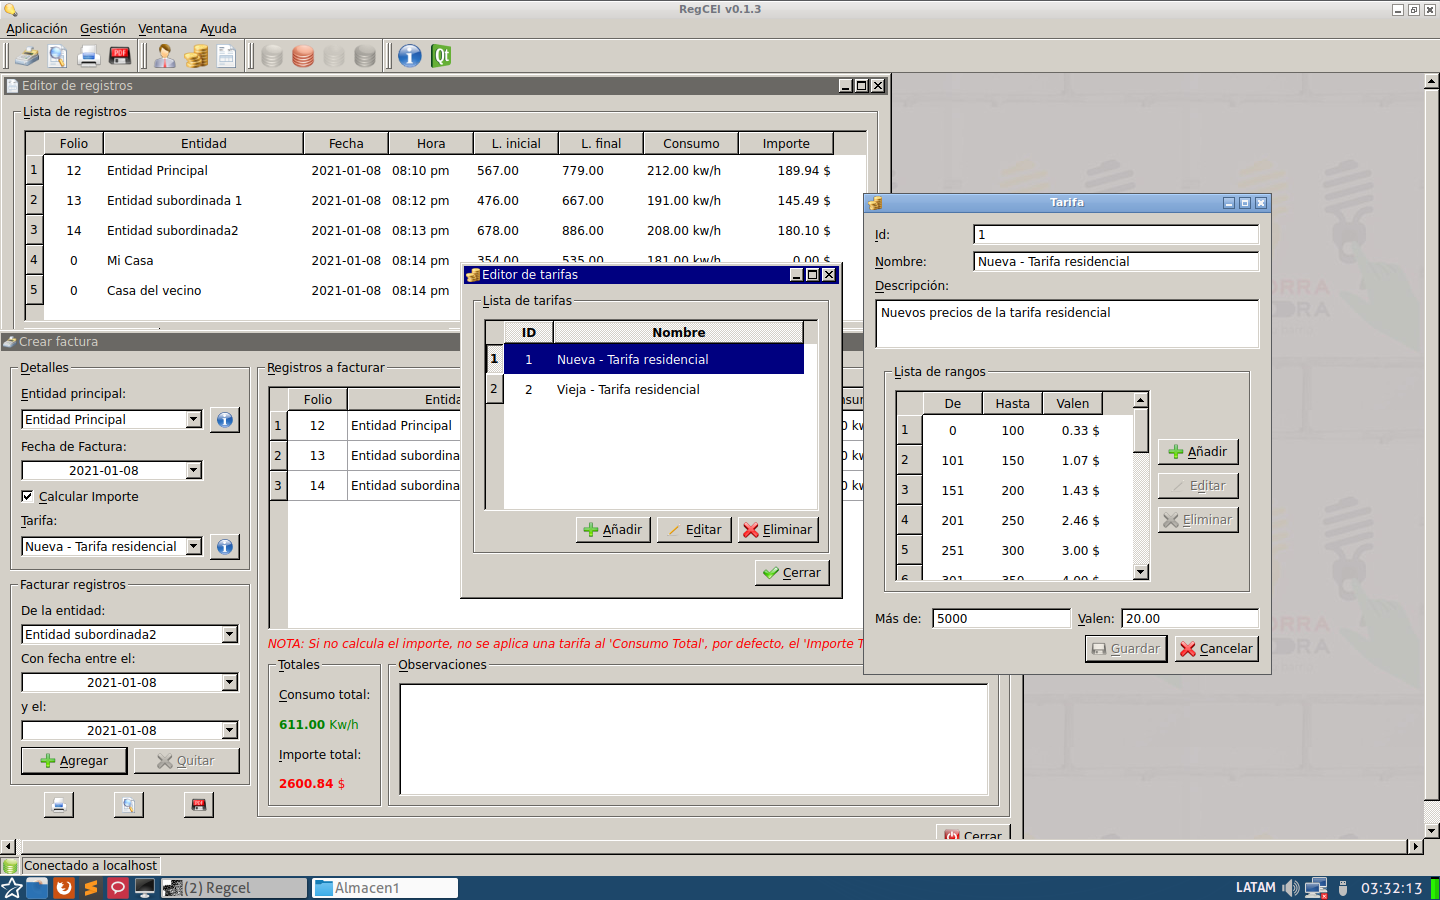 RegCEl v0.1.3
Aplicación Gestión Ventana Ayuda
Qt
Editor de registros
Lista de registros
Folio Entidad Fecha Hora L. inicial L. final Consumo Importe
1 12 Entidad Principal 2021-01-08 08:10 pm 567.00 779.00 212.00 kw/h 189.94 $
2 13 Entidad subordinada 1 2021-01-08 08:12 pm 476.00 667.00 191.00 kw/h 145.49 $
3 14 Entidad subordinada2 2021-01-08 08:13 pm 678.00 886.00 208.00 kw/h 180.10 $
4 0 Mi Casa 2021-01-08 08:14 pm 354.00 535.00 181.00 kw/h 0.00 $
5 0 Casa del vecino 2021-01-08 08:14 pm
Crear factura
Detalles
Entidad principal:
Entidad Principal
Fecha de Factura:
2021-01-08
Calcular Importe
Tarifa:
Nueva - Tarifa residencial
Facturar registros
De la entidad:
Entidad subordinada2
Con fecha entre el:
2021-01-08
y el:
2021-01-08
Agregar Quitar
Registros a facturar
Folio
1 12 Entidad Principal
2 13 Entidad subordina
3 14 Entidad subordina
NOTA: Si no calcula el importe, no se aplica una tarifa al 'Consumo Total', por defecto, el 'Importe T
Totales
Consumo total:
611.00 Kw/h
Importe total:
2600.84 $
Observaciones
Cerrar
Editor de tarifas
Lista de tarifas
ID Nombre
1 1 Nueva - Tarifa residencial
2 2 Vieja - Tarifa residencial
Añadir Editar Eliminar
Cerrar
Tarifa
Id: 1
Nombre: Nueva - Tarifa residencial
Descripción:
Nuevos precios de la tarifa residencial
Lista de rangos
De Hasta Valen
1 0 100 0.33 $
2 101 150 1.07 $
3 151 200 1.43 $
4 201 250 2.46 $
5 251 300 3.00 $
6 301 350 4.00 $
Añadir
Editar
Eliminar
Más de: 5000 Valen: 20.00
Guardar Cancelar
Conectado a localhost
(2) Regcel Almacen1 LATAM 03:32:13